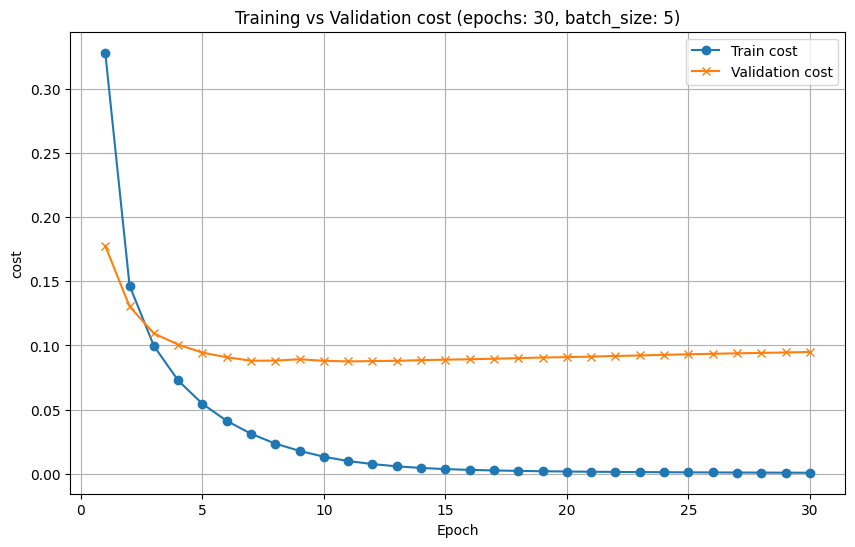 Training vs Validation cost (epochs: 30, batch_size: 5)
Train cost
Validation cost
0.30
0.25
0.20
0.15
0.10
0.05
0.00
cost
0 5 10 15 20 25 30
Epoch